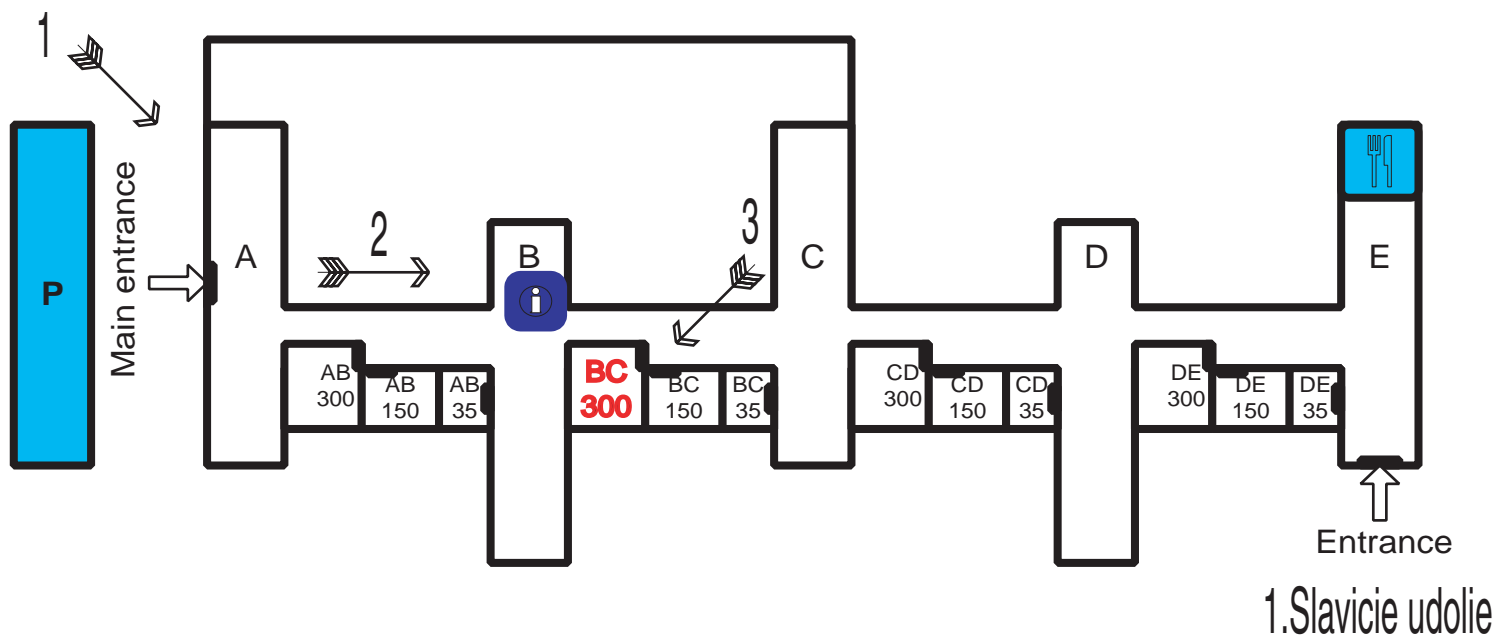 1
Main entrance
P
A
2
B
i
3
C
D
E
AB
300
AB
150
AB
35
BC
300
BC
150
BC
35
CD
300
CD
150
CD
35
DE
300
DE
150
DE
35
Entrance
1.Slavicie udolie